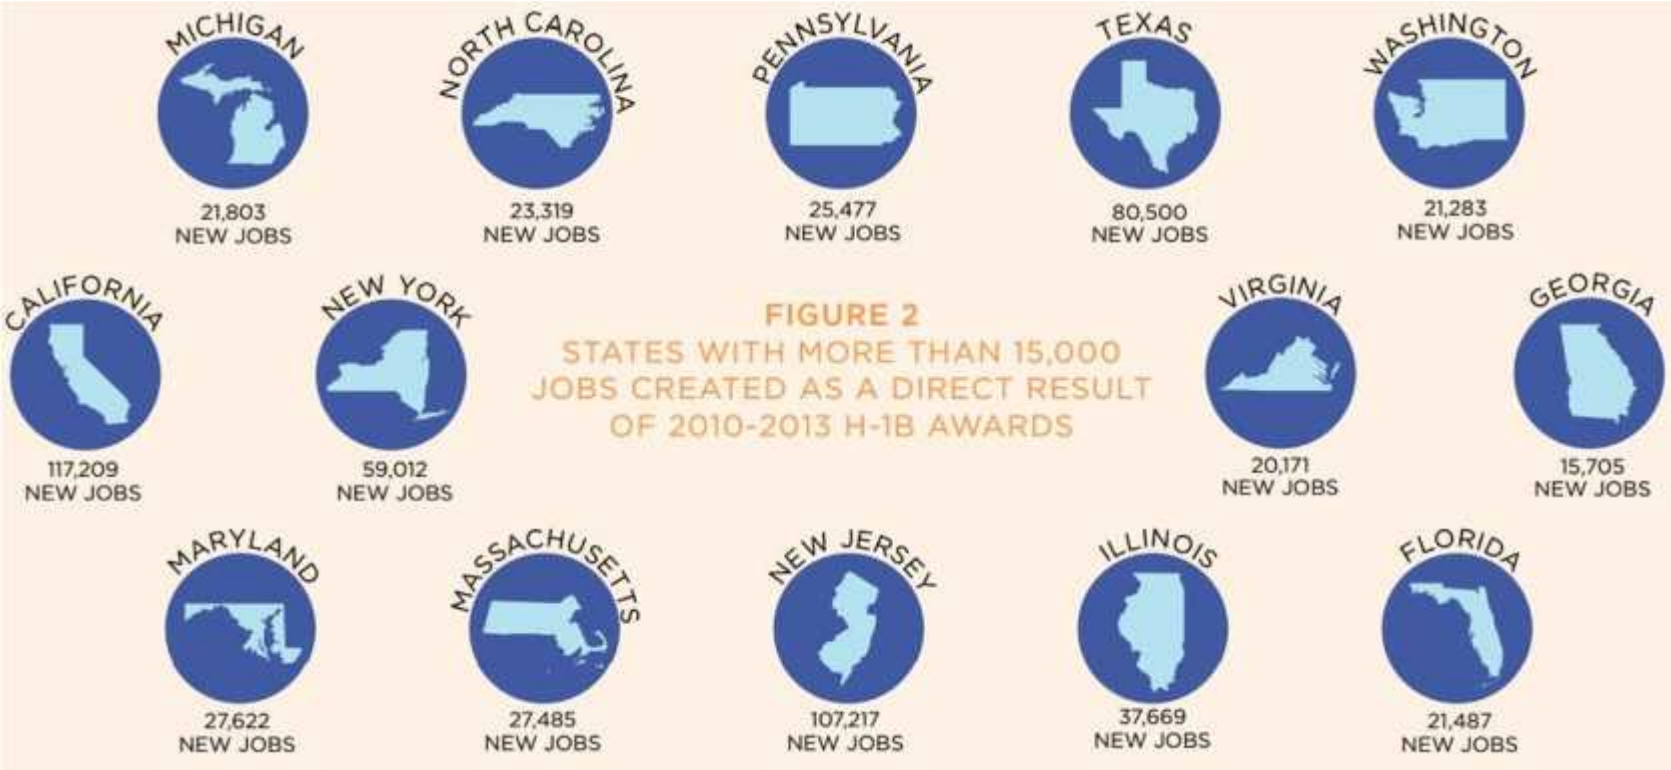 MICHIGAN
21,803
NEW JOBS
NORTH CAROLINA
23,319
NEW JOBS
PENNSYLVANIA
25,477
NEW JOBS
TEXAS
80,500
NEW JOBS
WASHINGTON
21,283
NEW JOBS
CALIFORNIA
117,209
NEW JOBS
NEW YORK
59,012
NEW JOBS
FIGURE 2
STATES WITH MORE THAN 15,000
JOBS CREATED AS A DIRECT RESULT
OF 2010-2013 H-1B AWARDS
VIRGINIA
20,171
NEW JOBS
GEORGIA
15,705
NEW JOBS
MARYLAND
27,622
NEW JOBS
MASSACHUSETTS
27,485
NEW JOBS
NEW JERSEY
107,217
NEW JOBS
ILLINOIS
37,669
NEW JOBS
FLORIDA
21,487
NEW JOBS